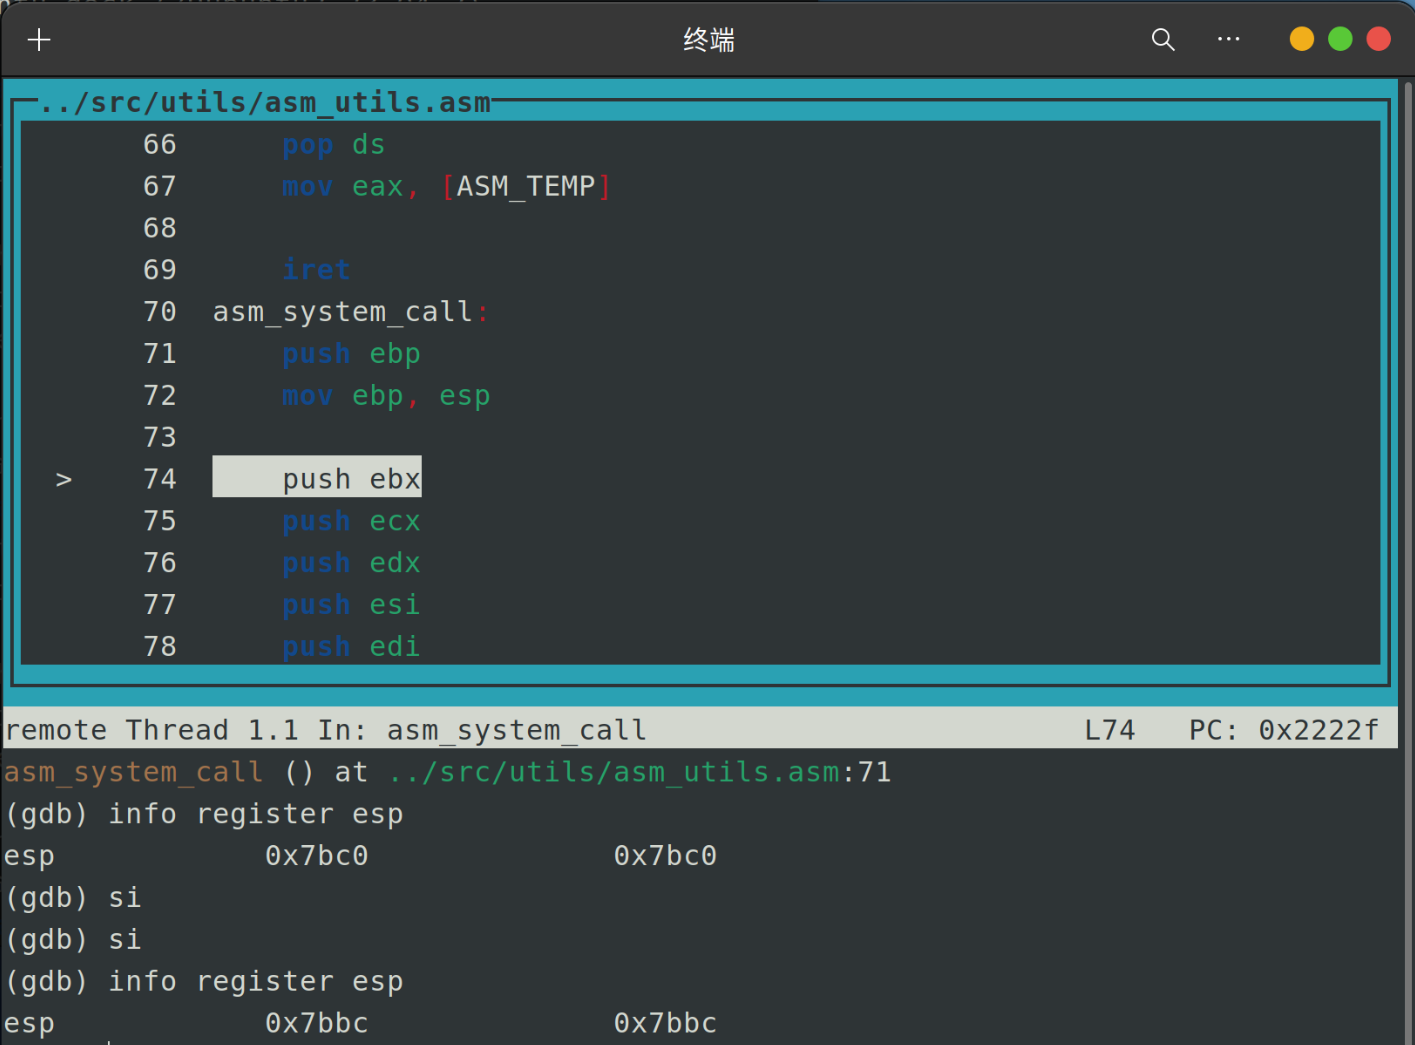 终端
../src/utils/asm_utils.asm
66 pop ds
67 mov eax, [ASM_TEMP]
68
69 iret
70 asm_system_call:
71 push ebp
72 mov ebp, esp
73
> 74 push ebx
75 push ecx
76 push edx
77 push esi
78 push edi
remote Thread 1.1 In: asm_system_call L74 PC: 0x2222f
asm_system_call () at ../src/utils/asm_utils.asm:71
(gdb) info register esp
esp 0x7bc0 0x7bc0
(gdb) si
(gdb) si
(gdb) info register esp
esp 0x7bbc 0x7bbc